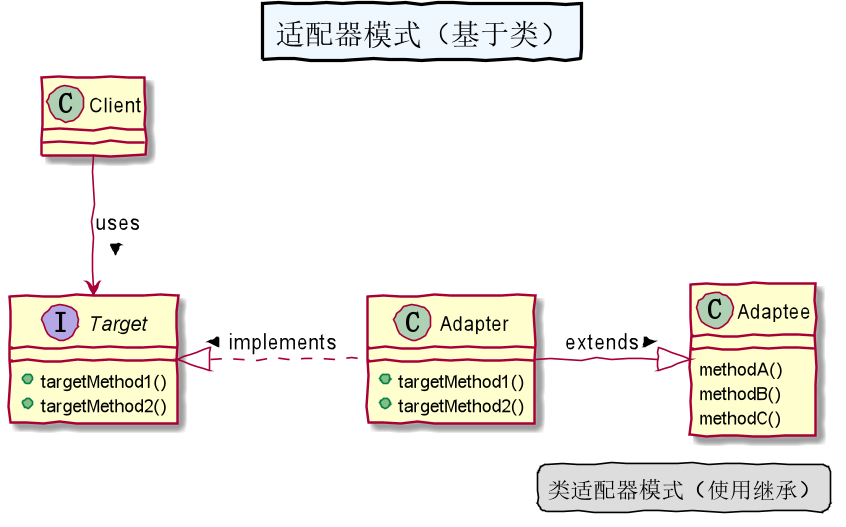 适配器模式（基于类）
C Client
uses
I Target
targetMethod1()
targetMethod2()
implements
C Adapter
targetMethod1()
targetMethod2()
extends
C Adaptee
methodA()
methodB()
methodC()
类适配器模式（使用继承）